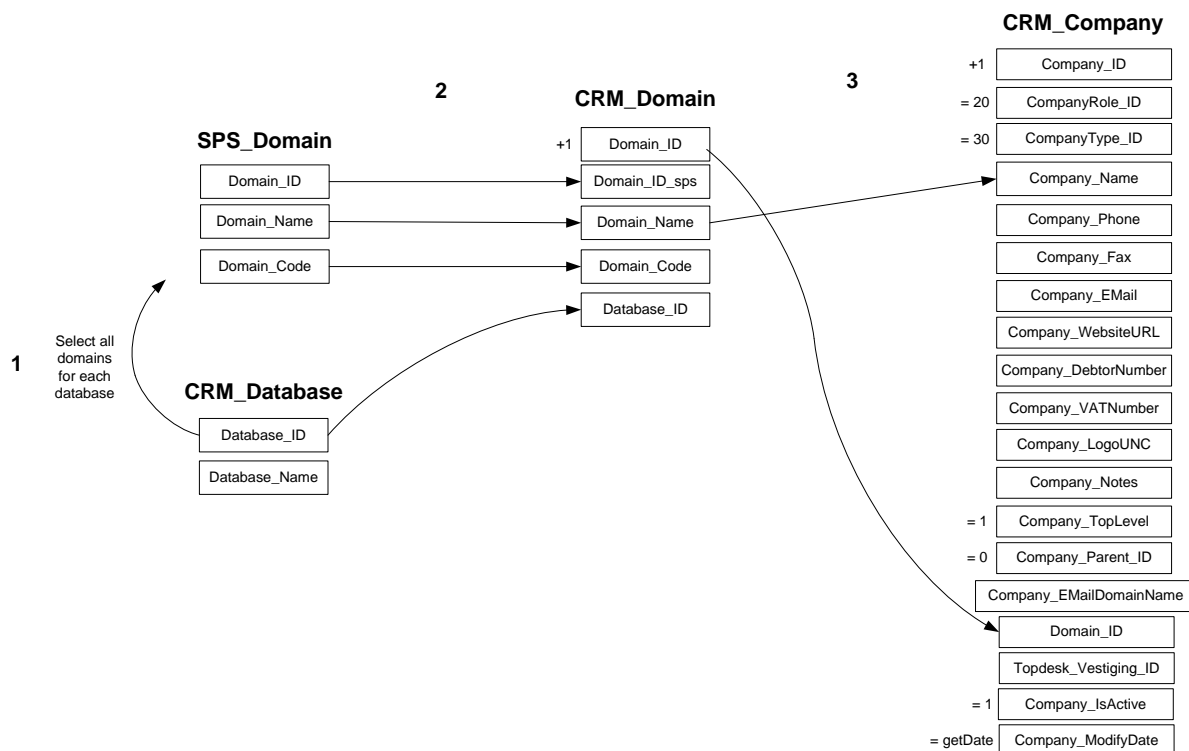 CRM_Company
+1
Company_ID
2
3
CRM_Domain
= 20
CompanyRole_ID
SPS_Domain
+1
Domain_ID
= 30
CompanyType_ID
Domain_ID
Domain_ID_sps
Company_Name
Domain_Name
Domain_Name
Company_Phone
Domain_Code
Domain_Code
Company_Fax
Database_ID
Company_EMail
1
Select all
domains
for each
database
Company_WebsiteURL
CRM_Database
Company_DebtorNumber
Company_VATNumber
Database_ID
Company_LogoUNC
Database_Name
Company_Notes
= 1
Company_TopLevel
= 0
Company_Parent_ID
Company_EMailDomainName
Domain_ID
Topdesk_Vestiging_ID
= 1
Company_IsActive
= getDate
Company_ModifyDate